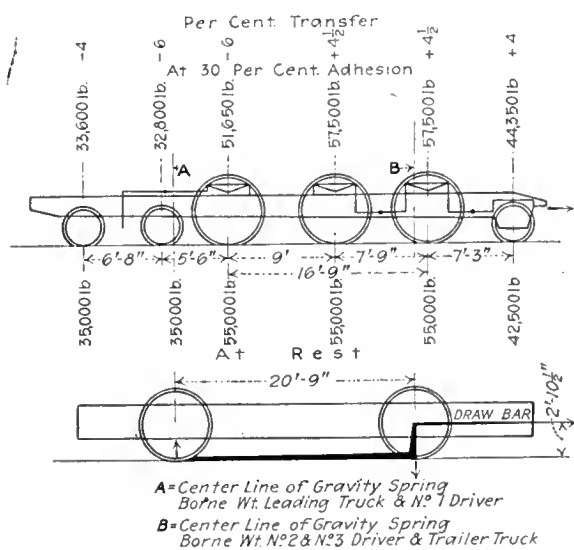 Per Cent. Transfer
-4 -6 -6 +4½ +4½ +4
At 30 Per Cent. Adhesion
33,600 lb. 32,800 lb. 51,650 lb. 57,500 lb. 57,500 lb. 44,350 lb.
A B
6'-8" 5'-6" 9' 7'-9" 7'-3"
16'-9"
35,000 lb. 35000 lb. 55,000 lb. 55,000 lb. 55,000 lb. 42,500 lb.
At Rest
20'-9"
DRAW BAR
2'-10½"
A=Center Line of Gravity Spring
Borne Wt. Leading Truck & Nº 1 Driver
B=Center Line of Gravity Spring
Borne Wt. Nº 2 & Nº 3 Driver & Trailer Truck